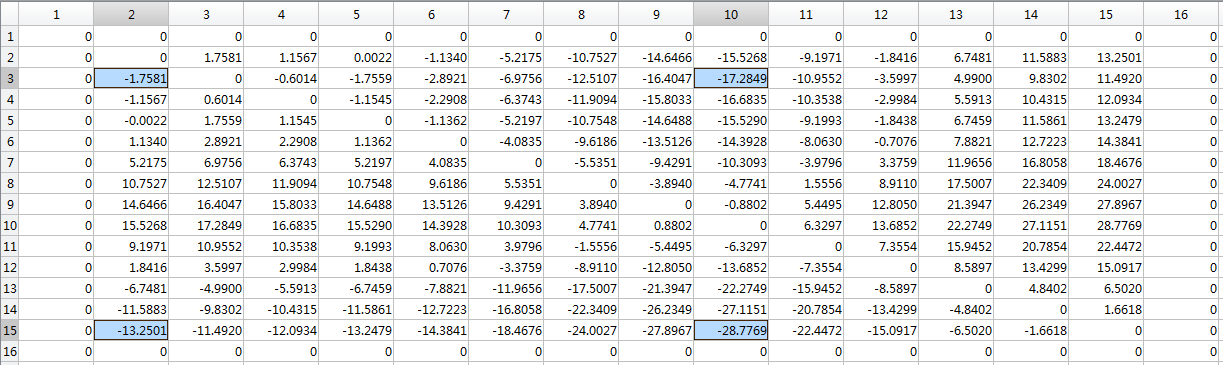 1 2 3 4 5 6 7 8 9 10 11 12 13 14 15 16
1 0 0 0 0 0 0 0 0 0 0 0 0 0 0 0 0
2 0 0 1.7581 1.1567 0.0022 -1.1340 -5.2175 -10.7527 -14.6466 -15.5268 -9.1971 -1.8416 6.7481 11.5883 13.2501 0
3 0 -1.7581 0 -0.6014 -1.7559 -2.8921 -6.9756 -12.5107 -16.4047 -17.2849 -10.9552 -3.5997 4.9900 9.8302 11.4920 0
4 0 -1.1567 0.6014 0 -1.1545 -2.2908 -6.3743 -11.9094 -15.8033 -16.6835 -10.3538 -2.9984 5.5913 10.4315 12.0934 0
5 0 -0.0022 1.7559 1.1545 0 -1.1362 -5.2197 -10.7548 -14.6488 -15.5290 -9.1993 -1.8438 6.7459 11.5861 13.2479 0
6 0 1.1340 2.8921 2.2908 1.1362 0 -4.0835 -9.6186 -13.5126 -14.3928 -8.0630 -0.7076 7.8821 12.7223 14.3841 0
7 0 5.2175 6.9756 6.3743 5.2197 4.0835 0 -5.5351 -9.4291 -10.3093 -3.9796 3.3759 11.9656 16.8058 18.4676 0
8 0 10.7527 12.5107 11.9094 10.7548 9.6186 5.5351 0 -3.8940 -4.7741 1.5556 8.9110 17.5007 22.3409 24.0027 0
9 0 14.6466 16.4047 15.8033 14.6488 13.5126 9.4291 3.8940 0 -0.8802 5.4495 12.8050 21.3947 26.2349 27.8967 0
10 0 15.5268 17.2849 16.6835 15.5290 14.3928 10.3093 4.7741 0.8802 0 6.3297 13.6852 22.2749 27.1151 28.7769 0
11 0 9.1971 10.9552 10.3538 9.1993 8.0630 3.9796 -1.5556 -5.4495 -6.3297 0 7.3554 15.9452 20.7854 22.4472 0
12 0 1.8416 3.5997 2.9984 1.8438 0.7076 -3.3759 -8.9110 -12.8050 -13.6852 -7.3554 0 8.5897 13.4299 15.0917 0
13 0 -6.7481 -4.9900 -5.5913 -6.7459 -7.8821 -11.9656 -17.5007 -21.3947 -22.2749 -15.9452 -8.5897 0 4.8402 6.5020 0
14 0 -11.5883 -9.8302 -10.4315 -11.5861 -12.7223 -16.8058 -22.3409 -26.2349 -27.1151 -20.7854 -13.4299 -4.8402 0 1.6618 0
15 0 -13.2501 -11.4920 -12.0934 -13.2479 -14.3841 -18.4676 -24.0027 -27.8967 -28.7769 -22.4472 -15.0917 -6.5020 -1.6618 0 0
16 0 0 0 0 0 0 0 0 0 0 0 0 0 0 0 0